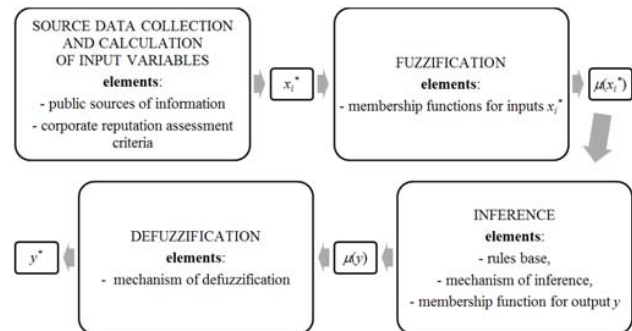 SOURCE DATA COLLECTION
AND CALCULATION
OF INPUT VARIABLES
elements:
- public sources of information
- corporate reputation assessment
criteria
xᵢ*
FUZZIFICATION
elements:
- membership functions for inputs xᵢ*
μ(xᵢ*)
INFERENCE
elements:
- rules base,
- mechanism of inference,
- membership function for output y
μ(y)
DEFUZZIFICATION
elements:
- mechanism of defuzzification
y*